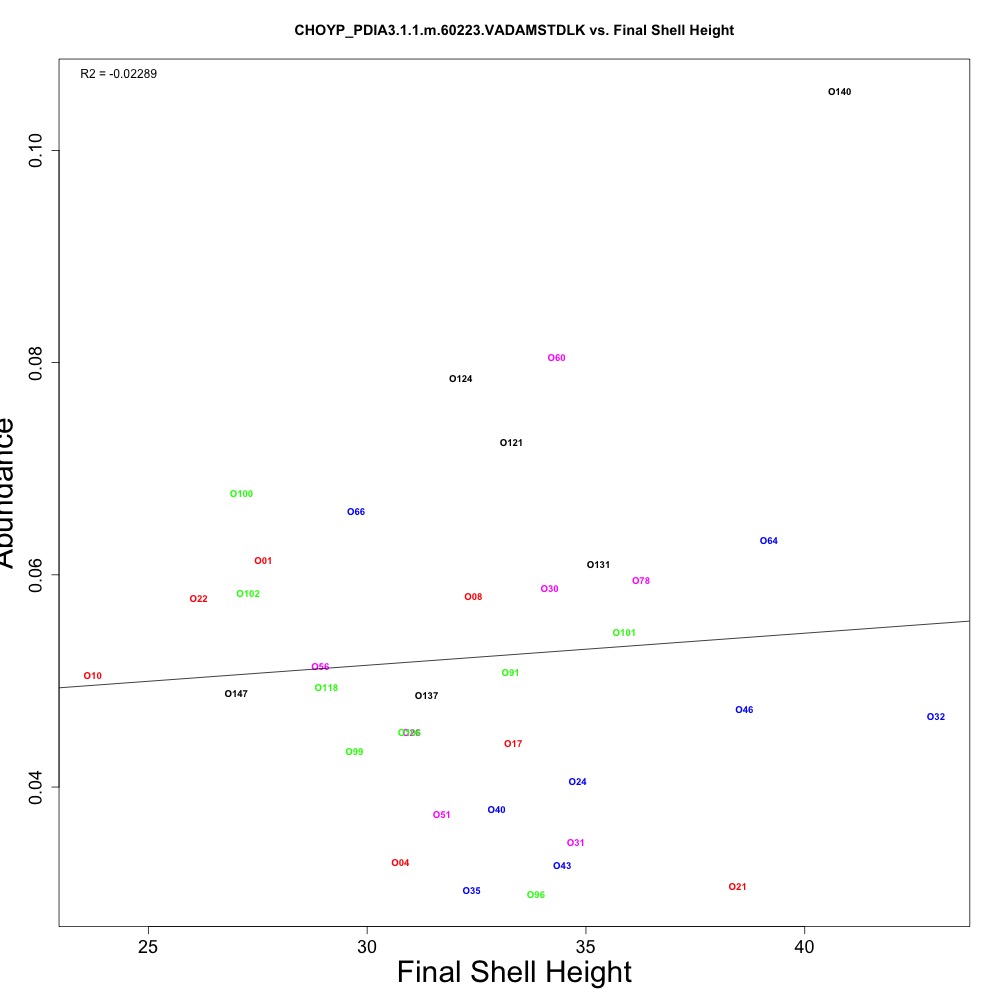 CHOYP_PDIA3.1.1.m.60223.VADAMSTDLK vs. Final Shell Height
R2 = -0.02289
O140
0.10
O60
0.08
O124
O121
O100
O66
O64
O01
O131
0.06
O78
O30
O102
O08
O22
O101
O56
O91
O10
O118
O147
O137
O46
O32
O17
O99
O24
0.04
O40
O51
O31
O04
O43
O21
O35
O96
Abundance
25 30 35 40
Final Shell Height